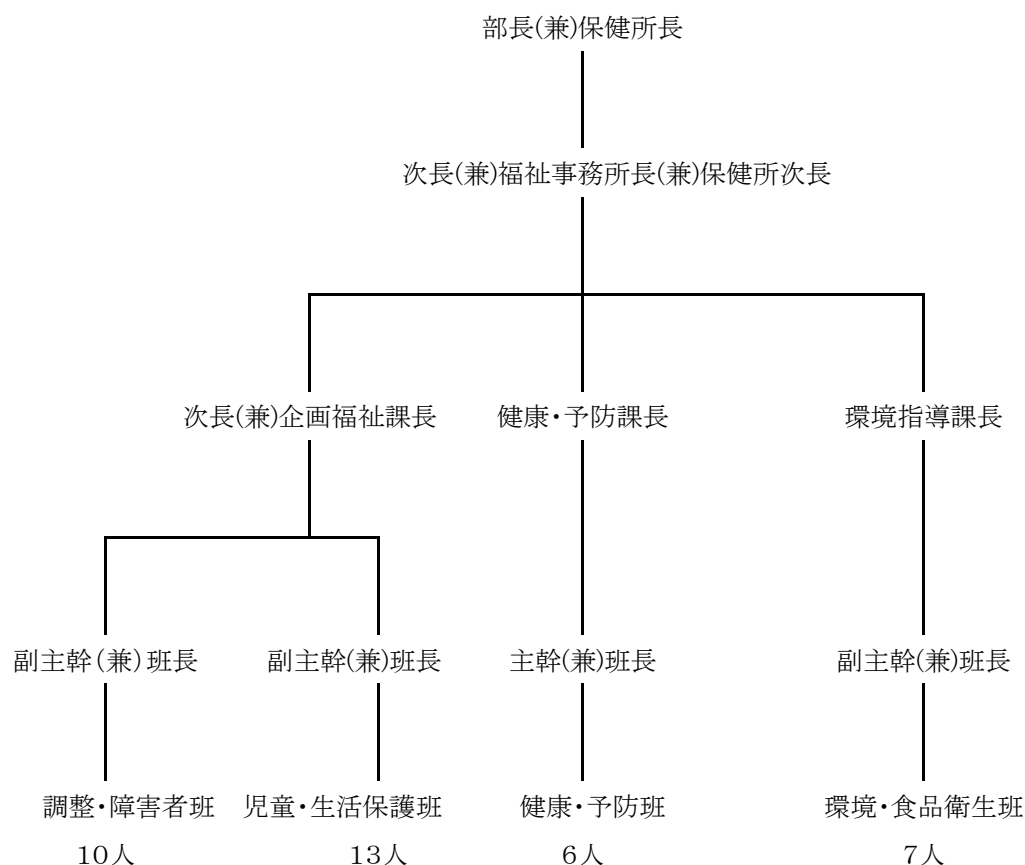 部長(兼)保健所長
次長(兼)福祉事務所長(兼)保健所次長
次長(兼)企画福祉課長 健康・予防課長 環境指導課長
副主幹(兼)班長 副主幹(兼)班長 主幹(兼)班長 副主幹(兼)班長
調整・障害者班 児童・生活保護班 健康・予防班 環境・食品衛生班
10人 13人 6人 7人